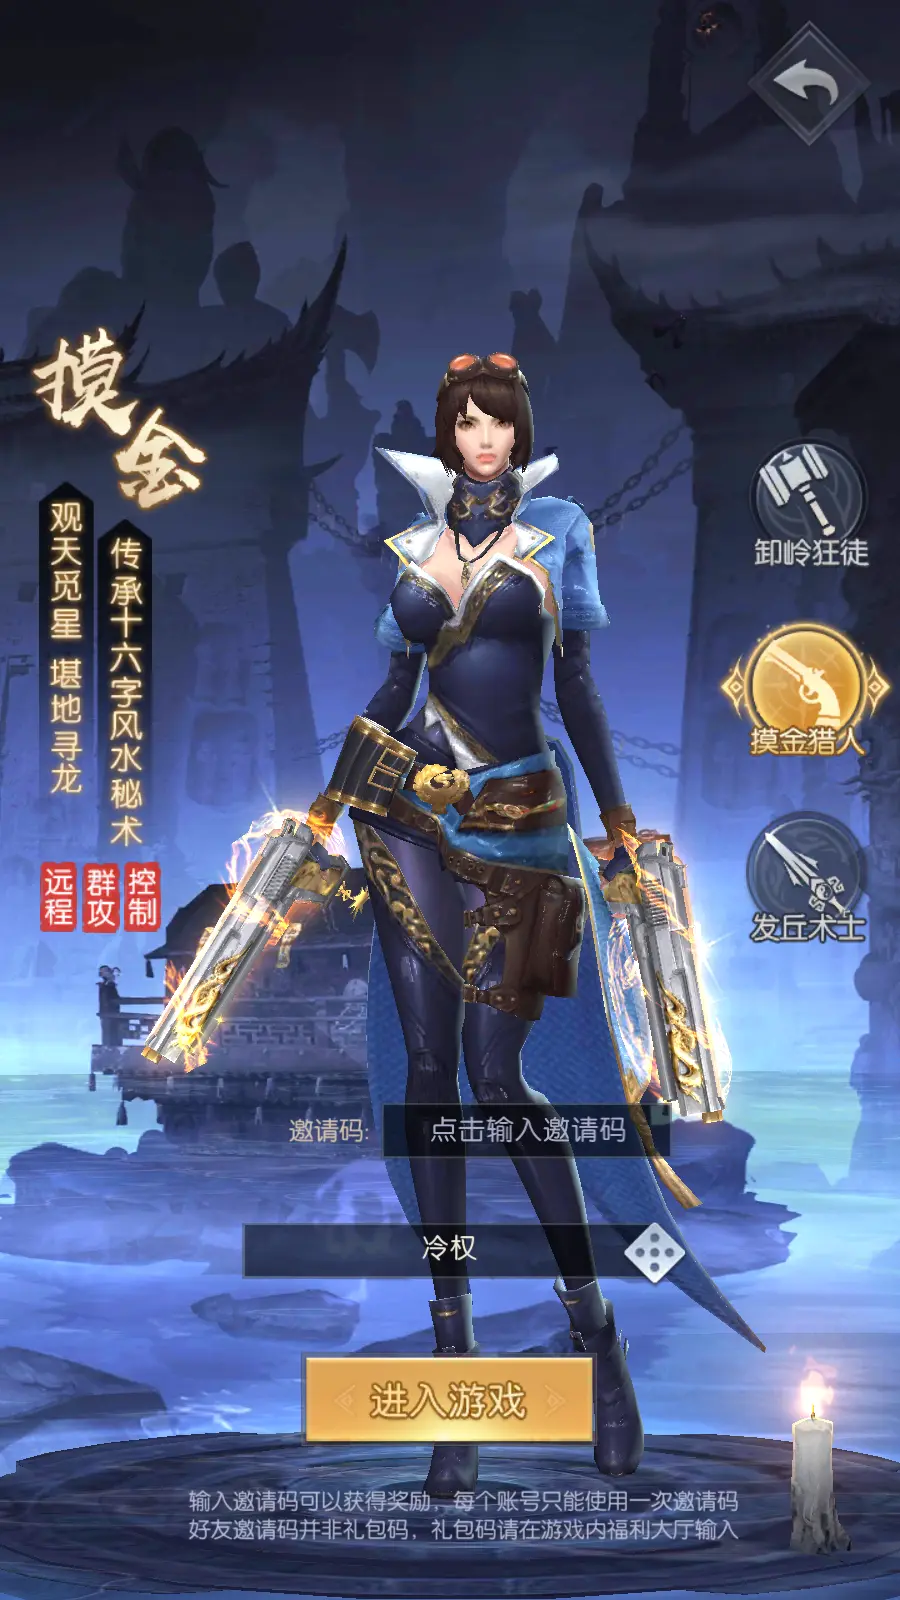 摸金
观天觅星 堪地寻龙
传承十六字风水秘术
远程
群攻
控制
卸岭狂徒
摸金猎人
发丘术士
邀请码:
点击输入邀请码
冷权
进入游戏
输入邀请码可以获得奖励，每个账号只能使用一次邀请码
好友邀请码并非礼包码，礼包码请在游戏内福利大厅输入